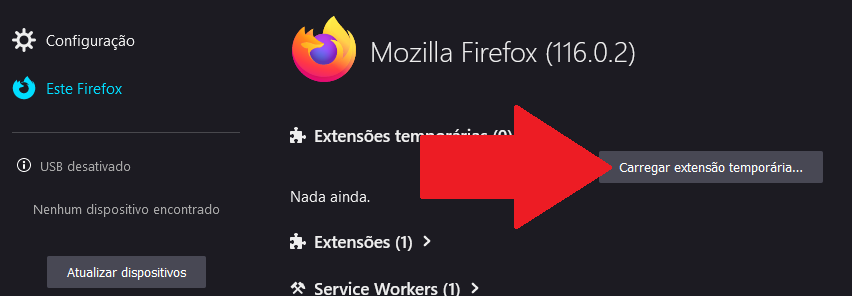 Configuração
Mozilla Firefox (116.0.2)
Este Firefox
Extensões temporárias (0)
Carregar extensão temporária...
USB desativado
Nada ainda.
Nenhum dispositivo encontrado
Extensões (1)
Atualizar dispositivos
Service Workers (1)